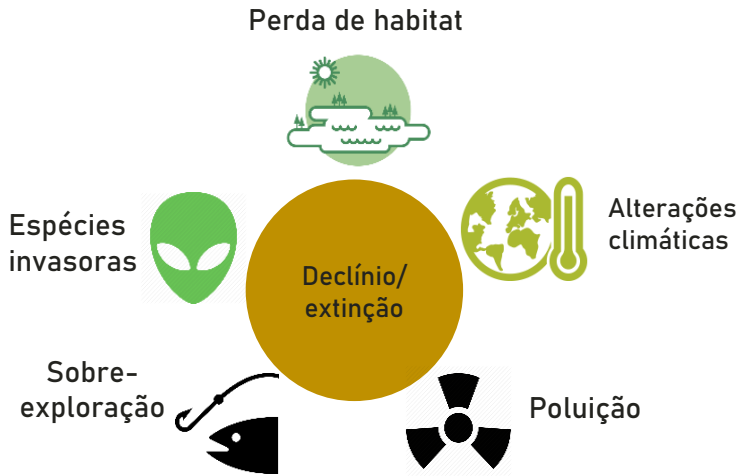 Perda de habitat
Espécies
invasoras
Alterações
climáticas
Declínio/
extinção
Sobre-
exploração
Poluição